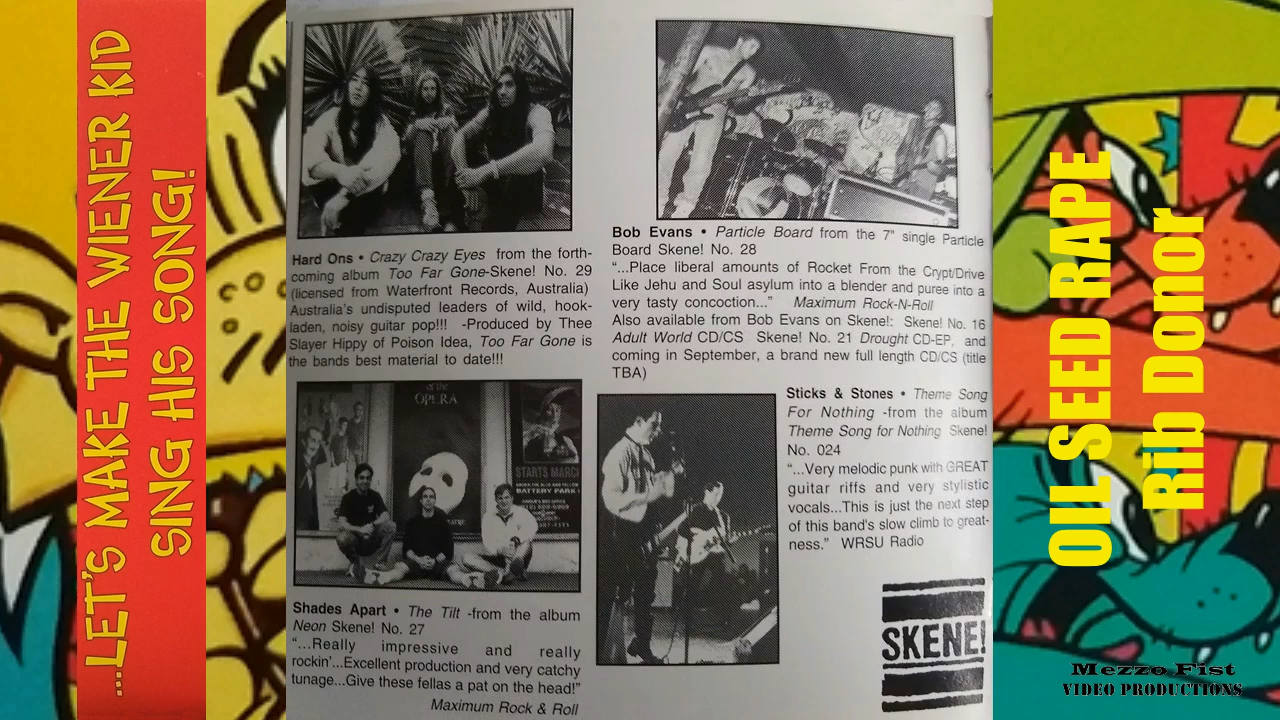 ...LET'S MAKE THE WIENER KID
SING HIS SONG!
Hard Ons • Crazy Crazy Eyes from the forth-
coming album Too Far Gone-Skene! No. 29
(licensed from Waterfront Records, Australia)
Australia's undisputed leaders of wild, hook-
laden, noisy guitar pop!!! -Produced by Thee
Slayer Hippy of Poison Idea, Too Far Gone is
the bands best material to date!!!
of the
OPERA
STARTS MARCH
BATTERY PARK
Shades Apart • The Tilt -from the album
Neon Skene! No. 27
“...Really impressive and really
rockin'...Excellent production and very catchy
tunage...Give these fellas a pat on the head!”
Maximum Rock & Roll
Bob Evans • Particle Board from the 7" single Particle
Board Skene! No. 28
“...Place liberal amounts of Rocket From the Crypt/Drive
Like Jehu and Soul asylum into a blender and puree into a
very tasty concoction...” Maximum Rock-N-Roll
Also available from Bob Evans on Skene!: Skene! No. 16
Adult World CD/CS Skene! No. 21 Drought CD-EP, and
coming in September, a brand new full length CD/CS (title
TBA)
Sticks & Stones • Theme Song
For Nothing -from the album
Theme Song for Nothing Skene!
No. 024
“...Very melodic punk with GREAT
guitar riffs and very stylistic
vocals...This is just the next step
of this band's slow climb to great-
ness.” WRSU Radio
SKENE!
OIL SEED RAPE
Rib Donor
Mezzo Fist
VIDEO PRODUCTIONS